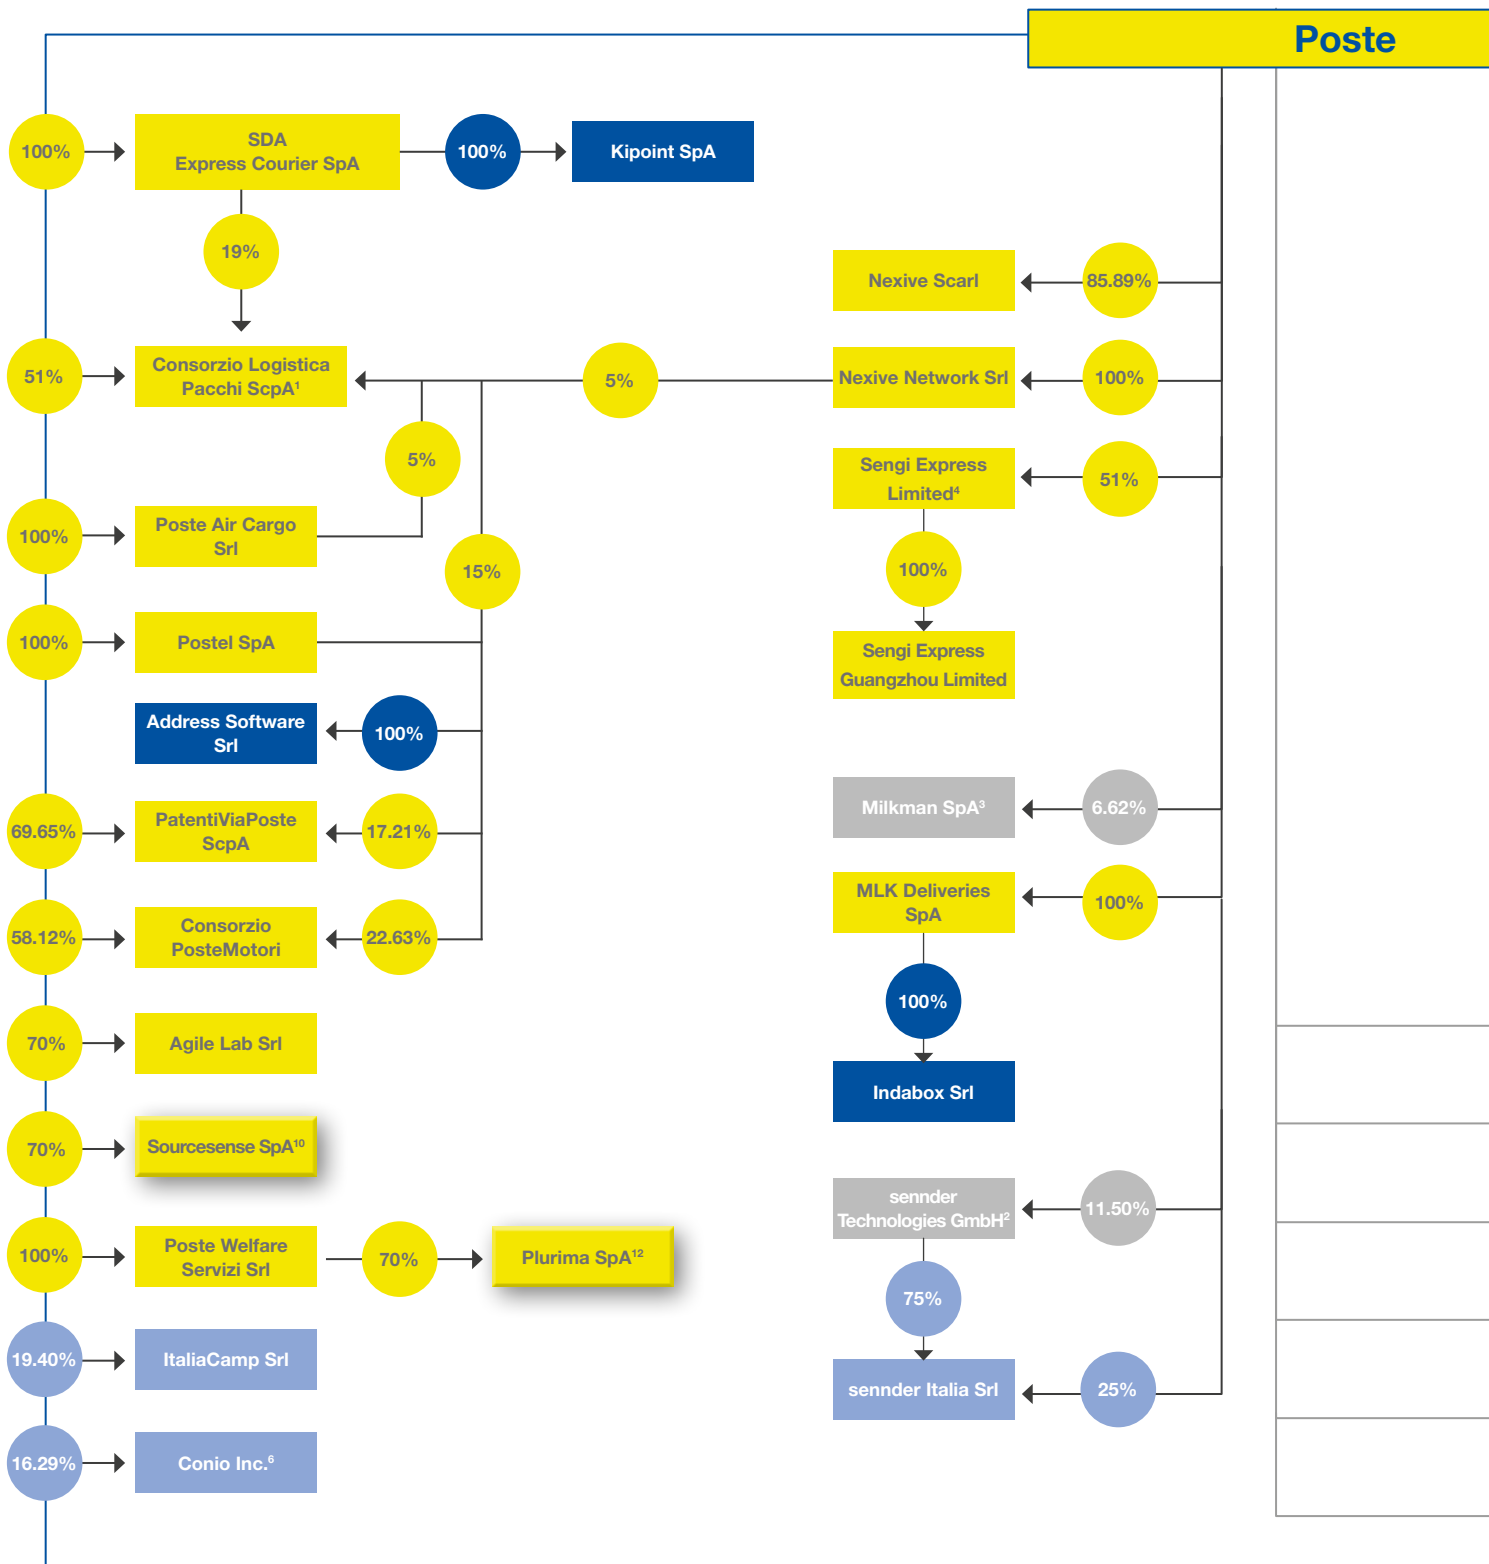 Poste
100%
SDA
Express Courier SpA
100%
Kipoint SpA
19%
Nexive Scarl
85.89%
51%
Consorzio Logistica
Pacchi ScpA¹
5%
Nexive Network Srl
100%
5%
Sengi Express
Limited⁴
51%
100%
Poste Air Cargo
Srl
15%
100%
100%
Postel SpA
Sengi Express
Guangzhou Limited
Address Software
Srl
100%
Milkman SpA³
6.62%
69.65%
PatentiViaPoste
ScpA
17.21%
MLK Deliveries
SpA
100%
58.12%
Consorzio
PosteMotori
22.63%
100%
70%
Agile Lab Srl
Indabox Srl
70%
Sourcesense SpA¹⁰
sennder
Technologies GmbH²
11.50%
100%
Poste Welfare
Servizi Srl
70%
Plurima SpA¹²
75%
19.40%
ItaliaCamp Srl
sennder Italia Srl
25%
16.29%
Conio Inc.⁶